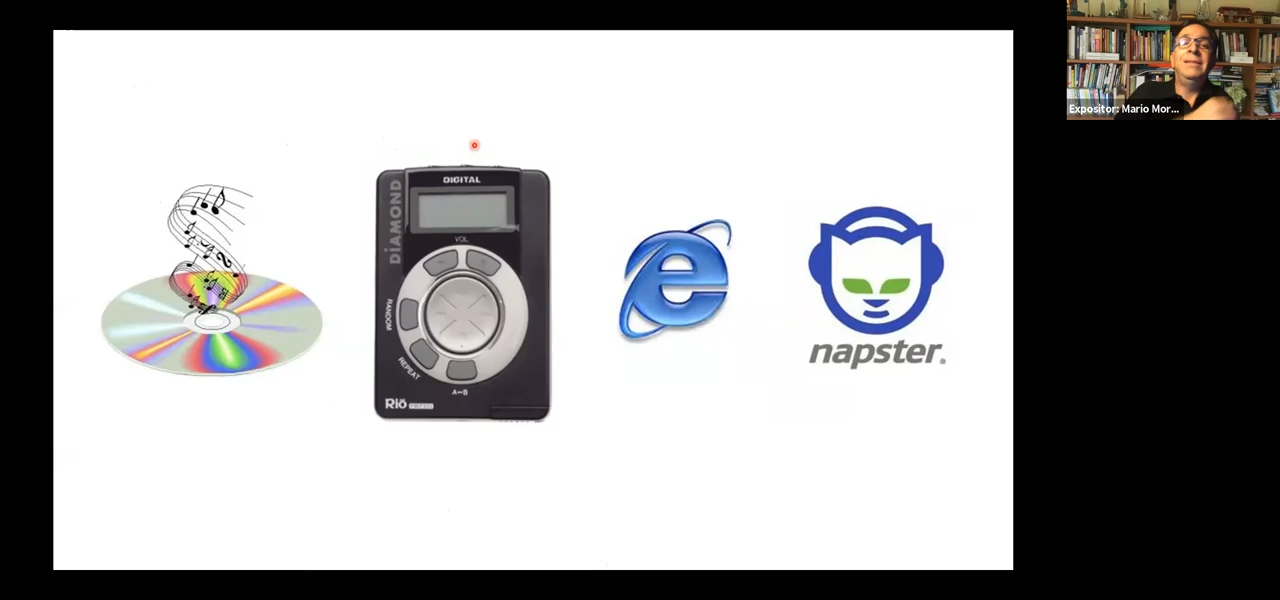 Expositor: Mario Mor...
DIGITAL
DIAMOND
VOL
RANDOM
REPEAT
A↔B
Rio
napster.